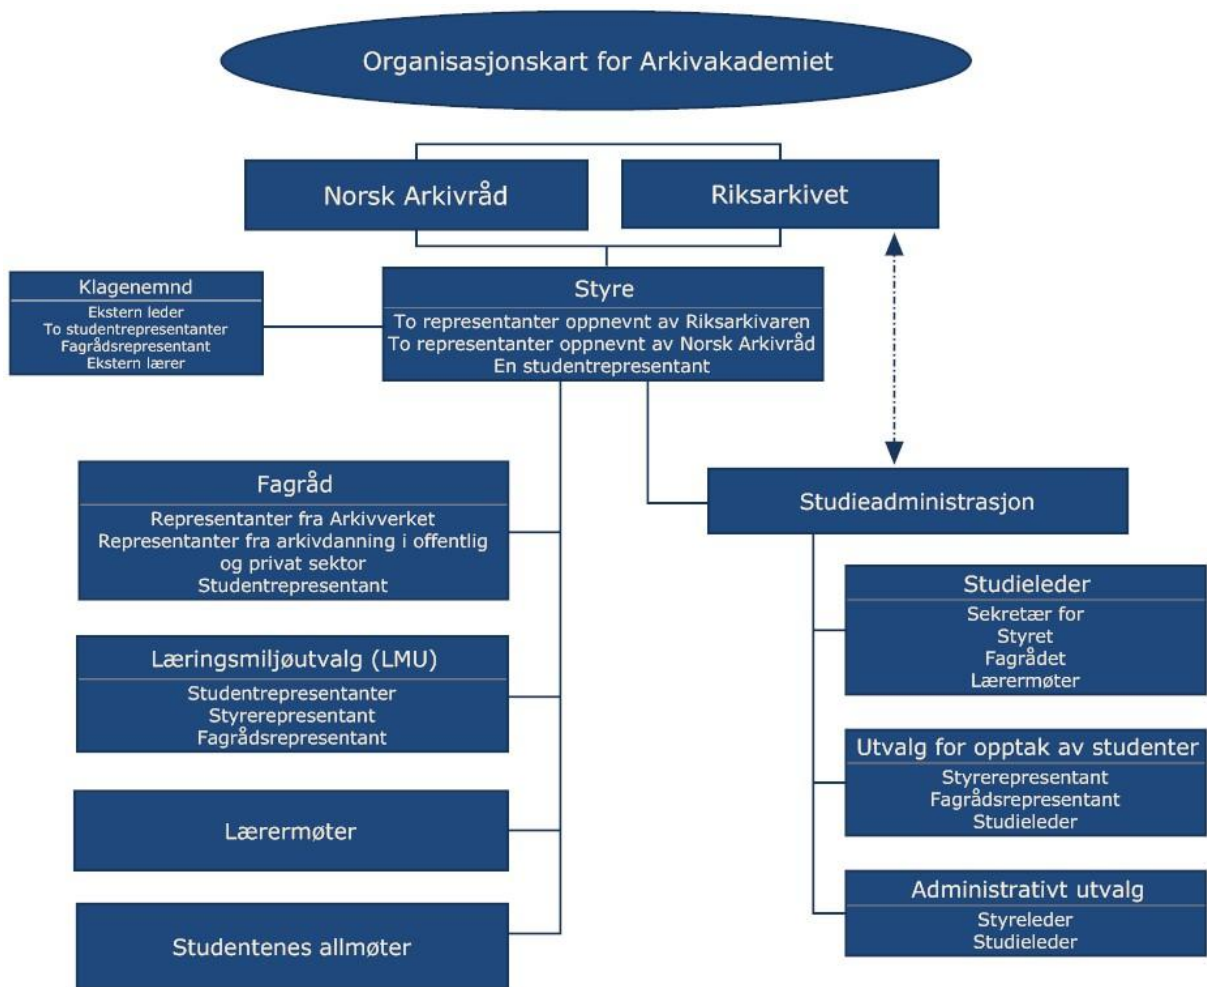 Organisasjonskart for Arkivakademiet
Norsk Arkivråd
Riksarkivet
Klagenemnd
Ekstern leder
To studentrepresentanter
Fagrådsrepresentant
Ekstern lærer
Styre
To representanter oppnevnt av Riksarkivaren
To representanter oppnevnt av Norsk Arkivråd
En studentrepresentant
Fagråd
Representanter fra Arkivverket
Representanter fra arkivdanning i offentlig
og privat sektor
Studentrepresentant
Læringsmiljøutvalg (LMU)
Studentrepresentanter
Styrerepresentant
Fagrådsrepresentant
Lærermøter
Studentenes allmøter
Studieadministrasjon
Studieleder
Sekretær for
Styret
Fagrådet
Lærermøter
Utvalg for opptak av studenter
Styrerepresentant
Fagrådsrepresentant
Studieleder
Administrativt utvalg
Styreleder
Studieleder